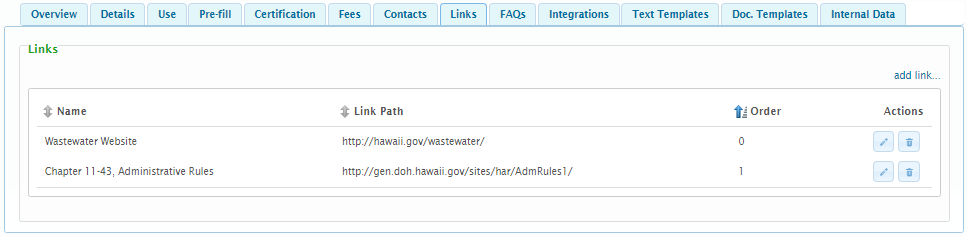 Overview Details Use Pre-fill Certification Fees Contacts Links FAQs Integrations Text Templates Doc. Templates Internal Data
Links
add link...
Name Link Path Order Actions
Wastewater Website http://hawaii.gov/wastewater/ 0
Chapter 11-43, Administrative Rules http://gen.doh.hawaii.gov/sites/har/AdmRules1/ 1